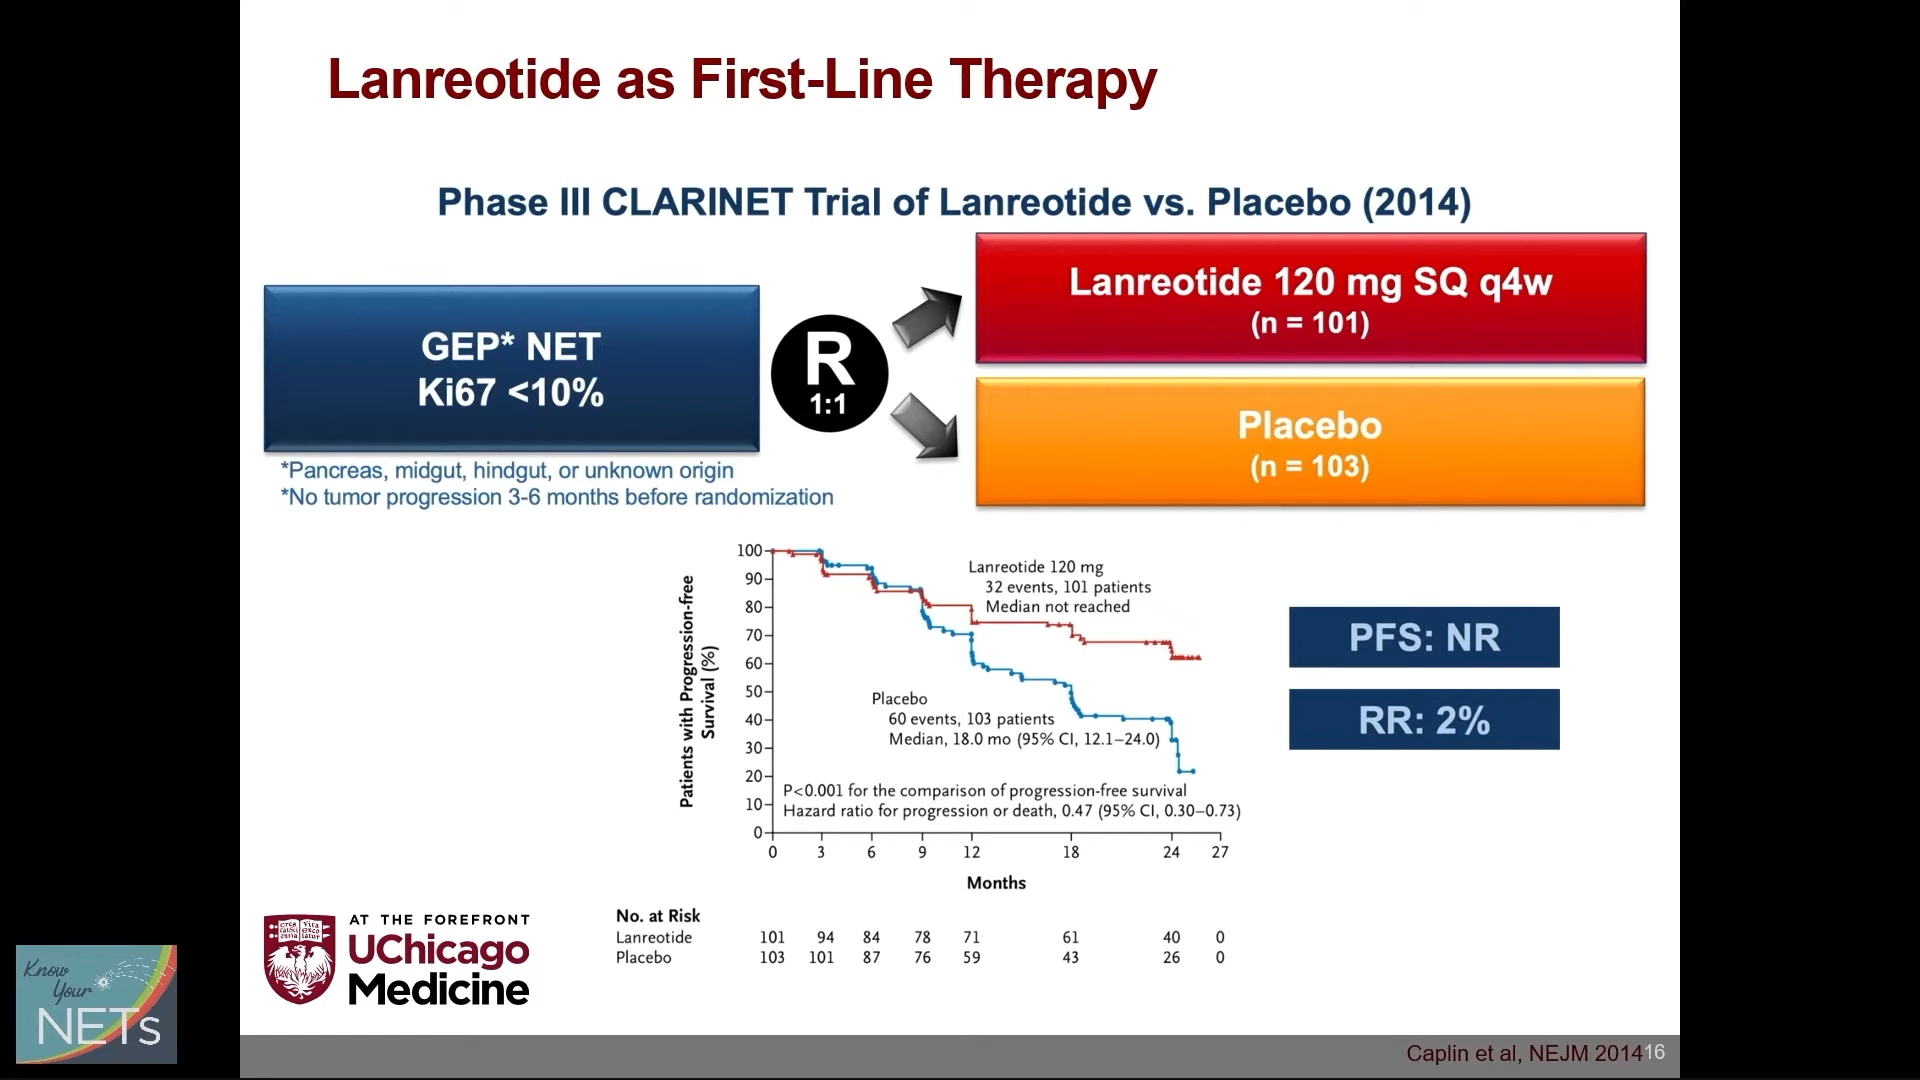 Lanreotide as First-Line Therapy
Phase III CLARINET Trial of Lanreotide vs. Placebo (2014)
GEP* NET
Ki67 <10%
R
1:1
Lanreotide 120 mg SQ q4w
(n = 101)
Placebo
(n = 103)
*Pancreas, midgut, hindgut, or unknown origin
*No tumor progression 3-6 months before randomization
Patients with Progression-free
Survival (%)
100
90
80
70
60
50
40
30
20
10
0
Lanreotide 120 mg
32 events, 101 patients
Median not reached
Placebo
60 events, 103 patients
Median, 18.0 mo (95% CI, 12.1–24.0)
P<0.001 for the comparison of progression-free survival
Hazard ratio for progression or death, 0.47 (95% CI, 0.30–0.73)
0 3 6 9 12 18 24 27
Months
No. at Risk
Lanreotide 101 94 84 78 71 61 40 0
Placebo 103 101 87 76 59 43 26 0
PFS: NR
RR: 2%
AT THE FOREFRONT
UChicago
Medicine
Know
Your
NETs
Caplin et al, NEJM 2014
16